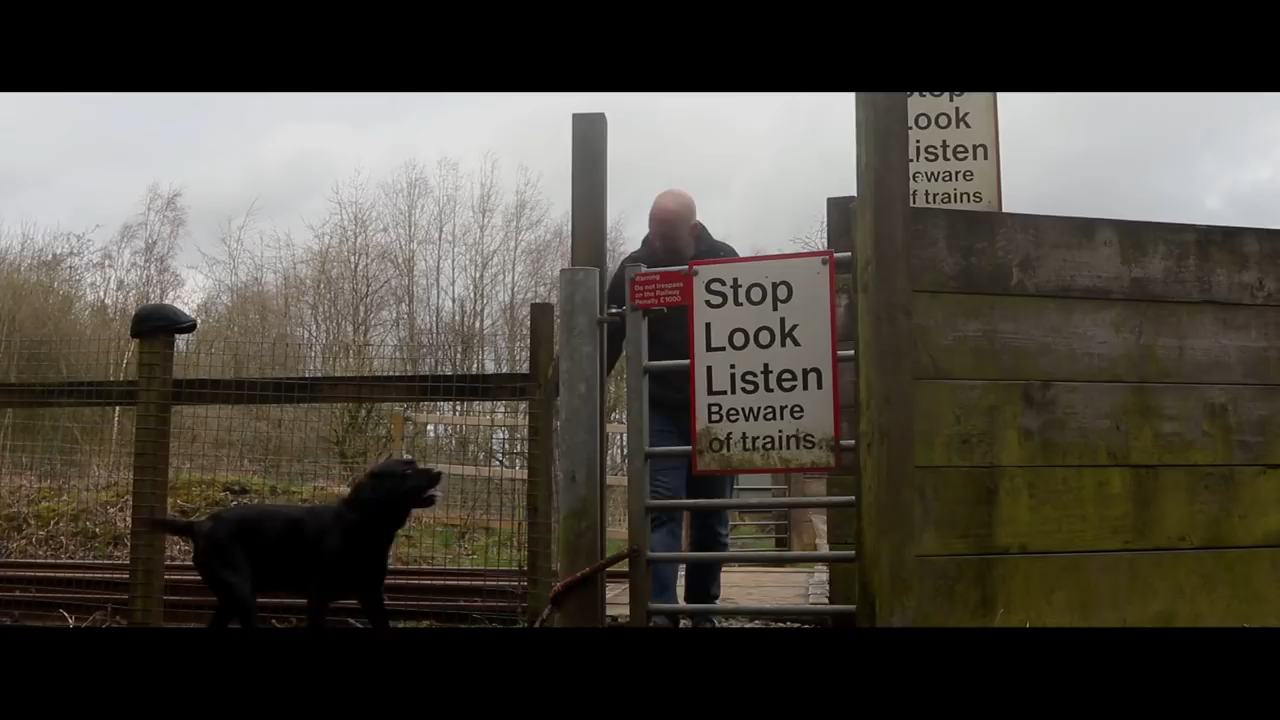 Stop
Look
Listen
Beware
of trains
Warning
Do not trespass
on the Railway
Penalty £1000
Stop
Look
Listen
Beware
of trains